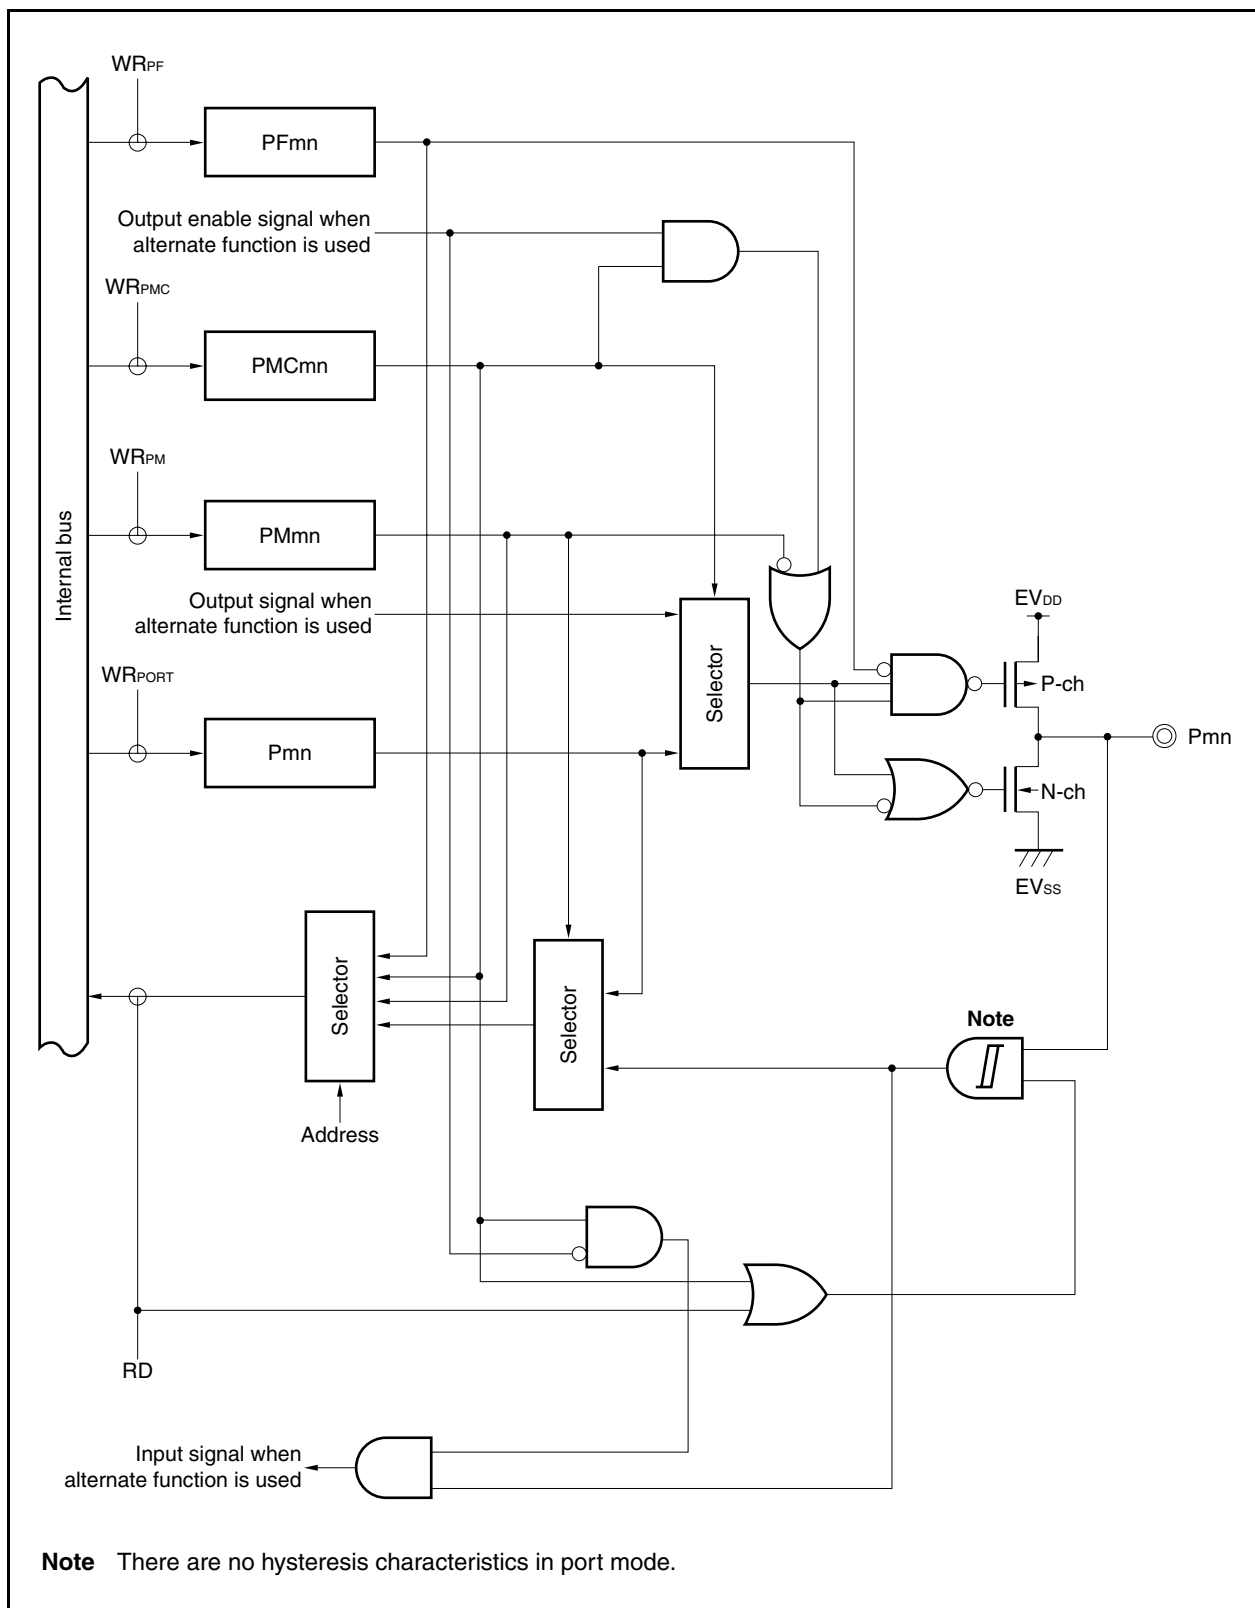 WRPF
PFmn
Output enable signal when
alternate function is used
WRPMC
PMCmn
WRPM
PMmn
Internal bus
Output signal when
alternate function is used
EVDD
WRPORT
Selector
P-ch
Pmn
Pmn
N-ch
EVSS
Selector
Selector
Note
Address
RD
Input signal when
alternate function is used
Note There are no hysteresis characteristics in port mode.